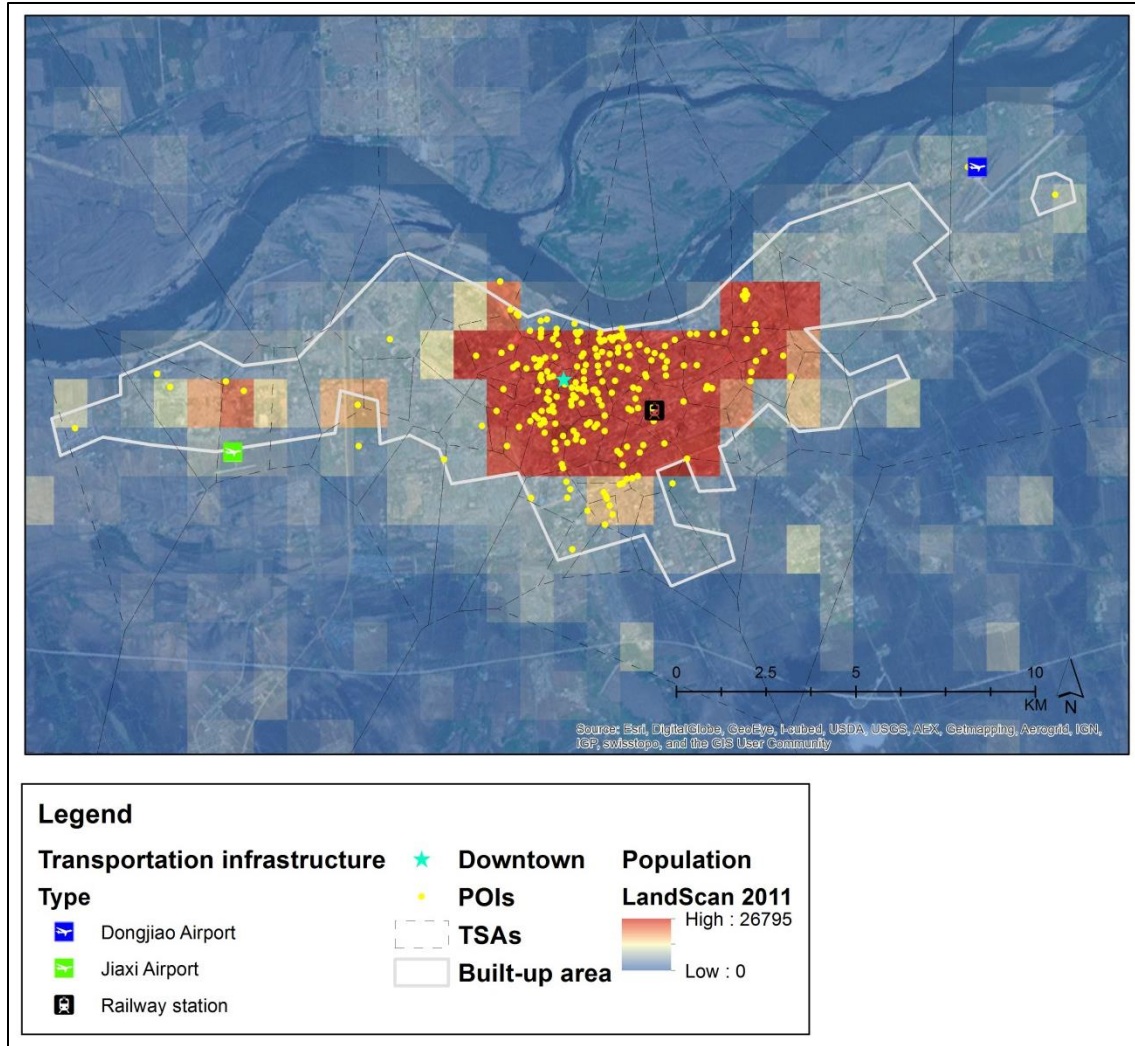 0 2.5 5 10
KM N
Source: Esri, DigitalGlobe, GeoEye, i-cubed, USDA, USGS, AEX, Getmapping, Aerogrid, IGN,
IGP, swisstopo, and the GIS User Community
Legend
Transportation infrastructure
Type
Dongjiao Airport
Jiaxi Airport
Railway station
Downtown
POIs
TSAs
Built-up area
Population
LandScan 2011
High : 26795
Low : 0